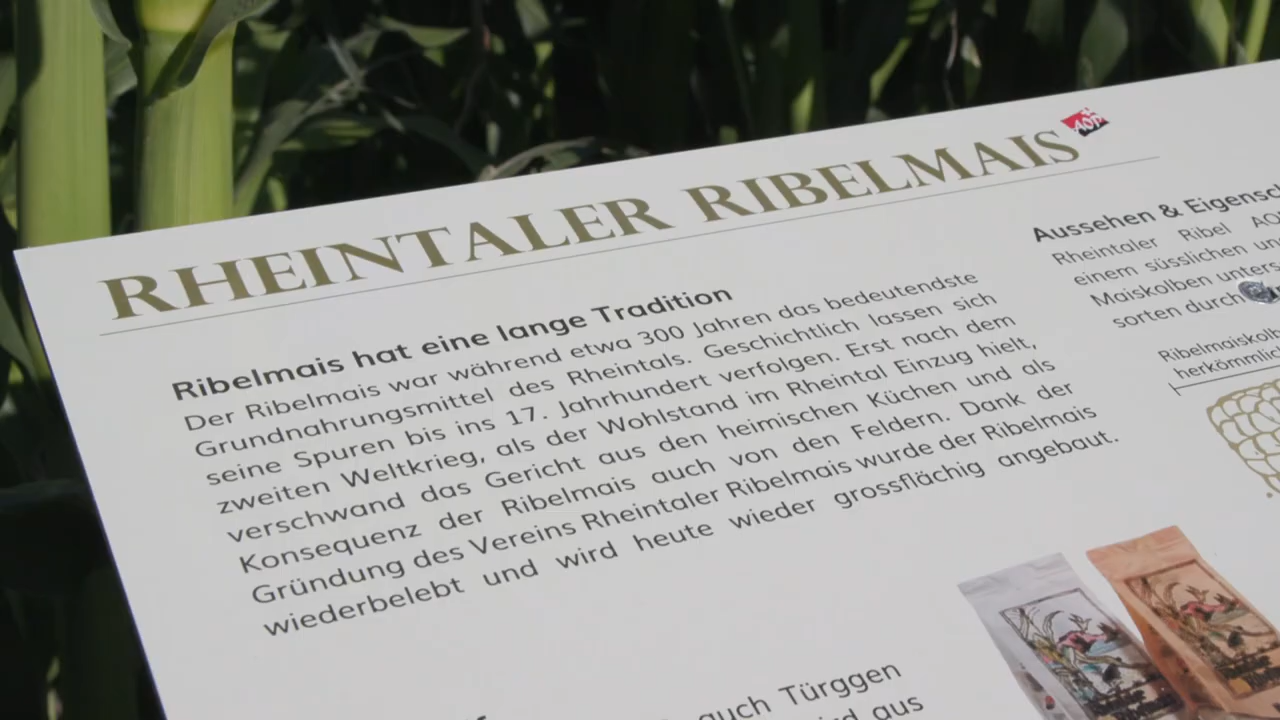 RHEINTALER RIBELMAIS
AOP
Ribelmais hat eine lange Tradition
Der Ribelmais war während etwa 300 Jahren das bedeutendste
Grundnahrungsmittel des Rheintals. Geschichtlich lassen sich
seine Spuren bis ins 17. Jahrhundert verfolgen. Erst nach dem
zweiten Weltkrieg, als der Wohlstand im Rheintal Einzug hielt,
verschwand das Gericht aus den heimischen Küchen und als
Konsequenz der Ribelmais auch von den Feldern. Dank der
Gründung des Vereins Rheintaler Ribelmais wurde der Ribelmais
wiederbelebt und wird heute wieder grossflächig angebaut.
auch Türggen
aus
Aussehen & Eigensch
Rheintaler Ribel AO
einem süsslichen un
Maiskolben unters
sorten durch
Ribelmaiskolb
herkömmlic